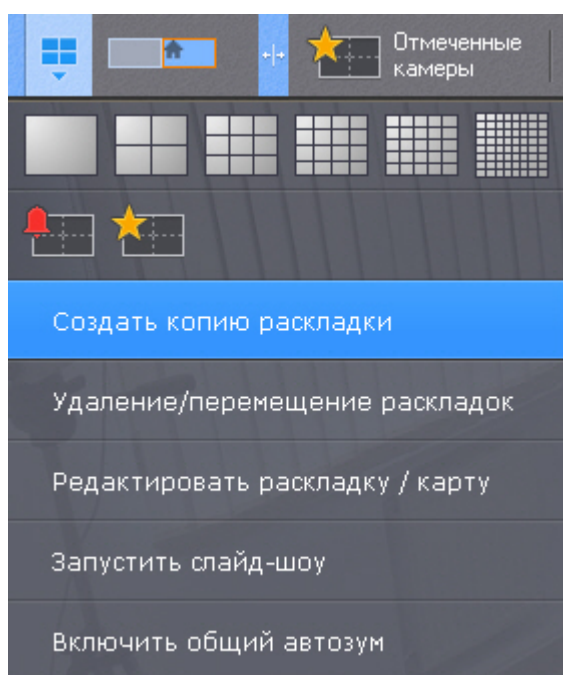 Отмеченные
камеры
Создать копию раскладки
Удаление/перемещение раскладок
Редактировать раскладку / карту
Запустить слайд-шоу
Включить общий автозум